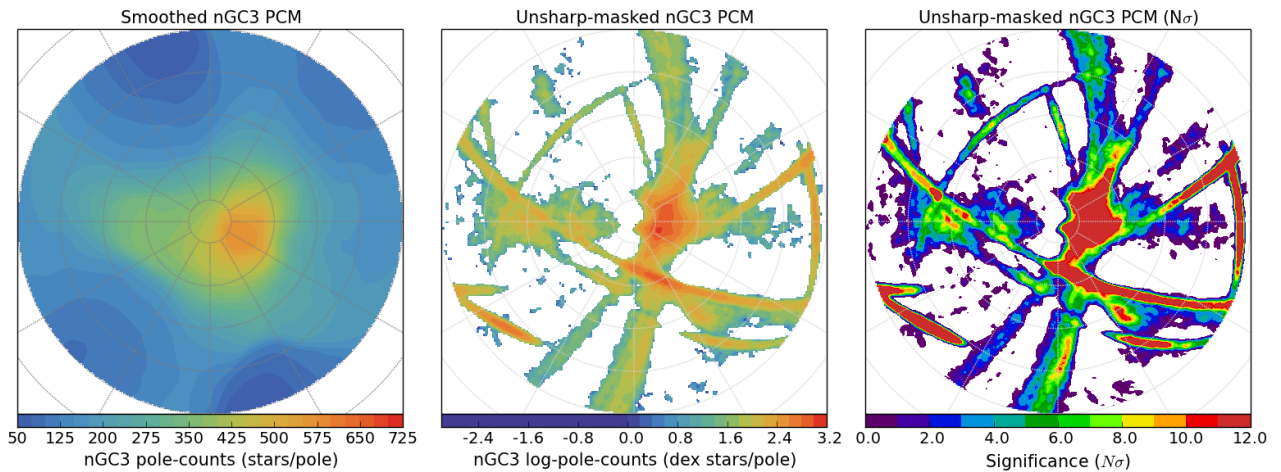 Smoothed nGC3 PCM
50 125 200 275 350 425 575 650 725
nGC3 pole-counts (stars/pole)
Unsharp-masked nGC3 PCM
-2.4 -1.6 -0.8 0.0 0.8 1.6 2.4 3.2
nGC3 log-pole-counts (dex stars/pole)
Unsharp-masked nGC3 PCM (Nσ)
0.0 2.0 4.0 6.0 8.0 10.0 12.0
Significance (Nσ)